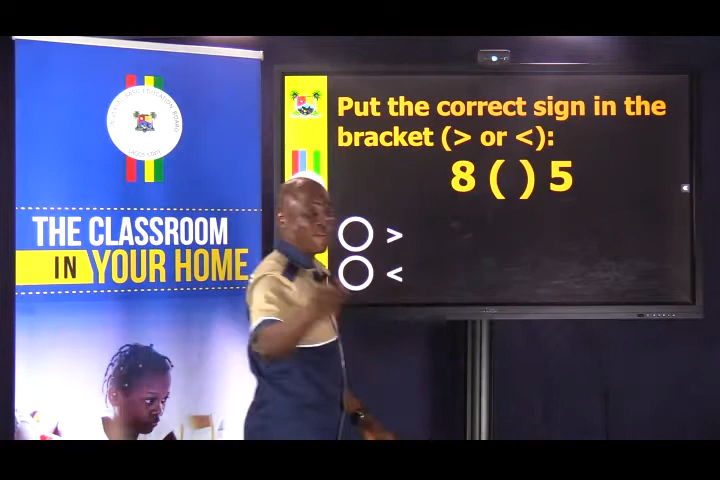 THE CLASSROOM
IN YOUR HOME
Put the correct sign in the
bracket (> or <):
8 ( ) 5
>
<